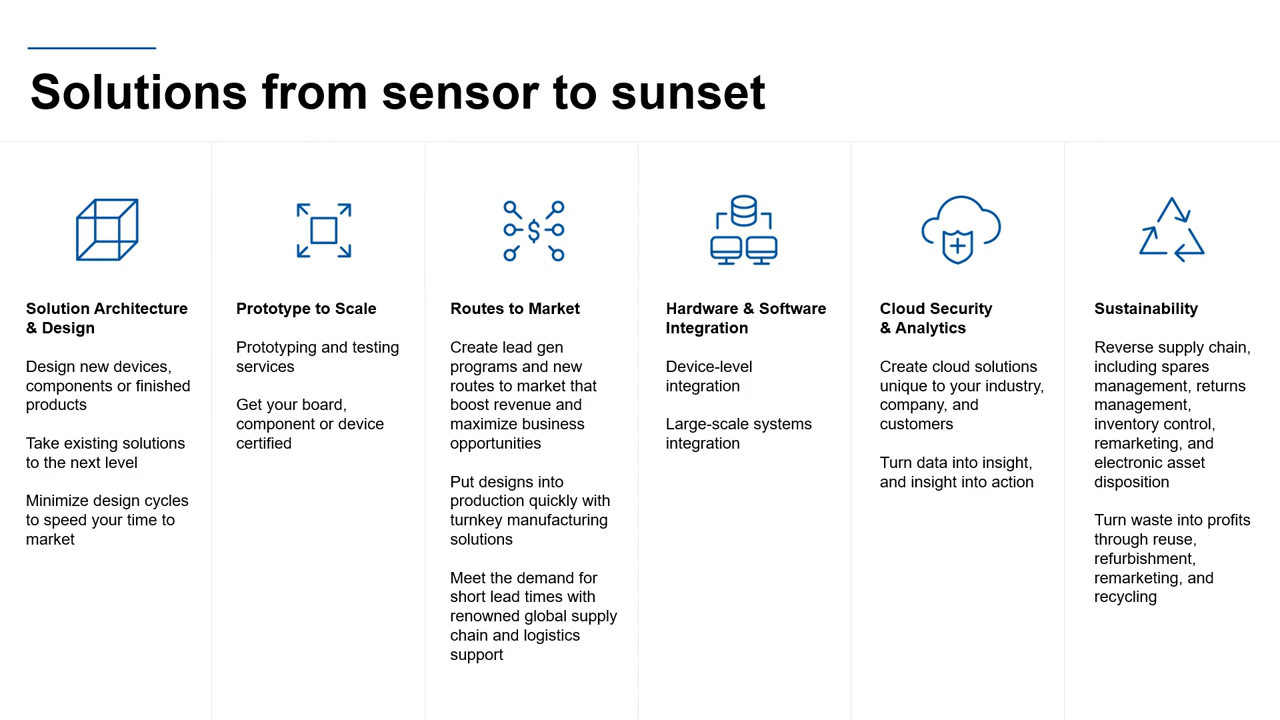 Solutions from sensor to sunset
Solution Architecture
& Design
Design new devices,
components or finished
products
Take existing solutions
to the next level
Minimize design cycles
to speed your time to
market
Prototype to Scale
Prototyping and testing
services
Get your board,
component or device
certified
Routes to Market
Create lead gen
programs and new
routes to market that
boost revenue and
maximize business
opportunities
Put designs into
production quickly with
turnkey manufacturing
solutions
Meet the demand for
short lead times with
renowned global supply
chain and logistics
support
Hardware & Software
Integration
Device-level
integration
Large-scale systems
integration
Cloud Security
& Analytics
Create cloud solutions
unique to your industry,
company, and
customers
Turn data into insight,
and insight into action
Sustainability
Reverse supply chain,
including spares
management, returns
management,
inventory control,
remarketing, and
electronic asset
disposition
Turn waste into profits
through reuse,
refurbishment,
remarketing, and
recycling